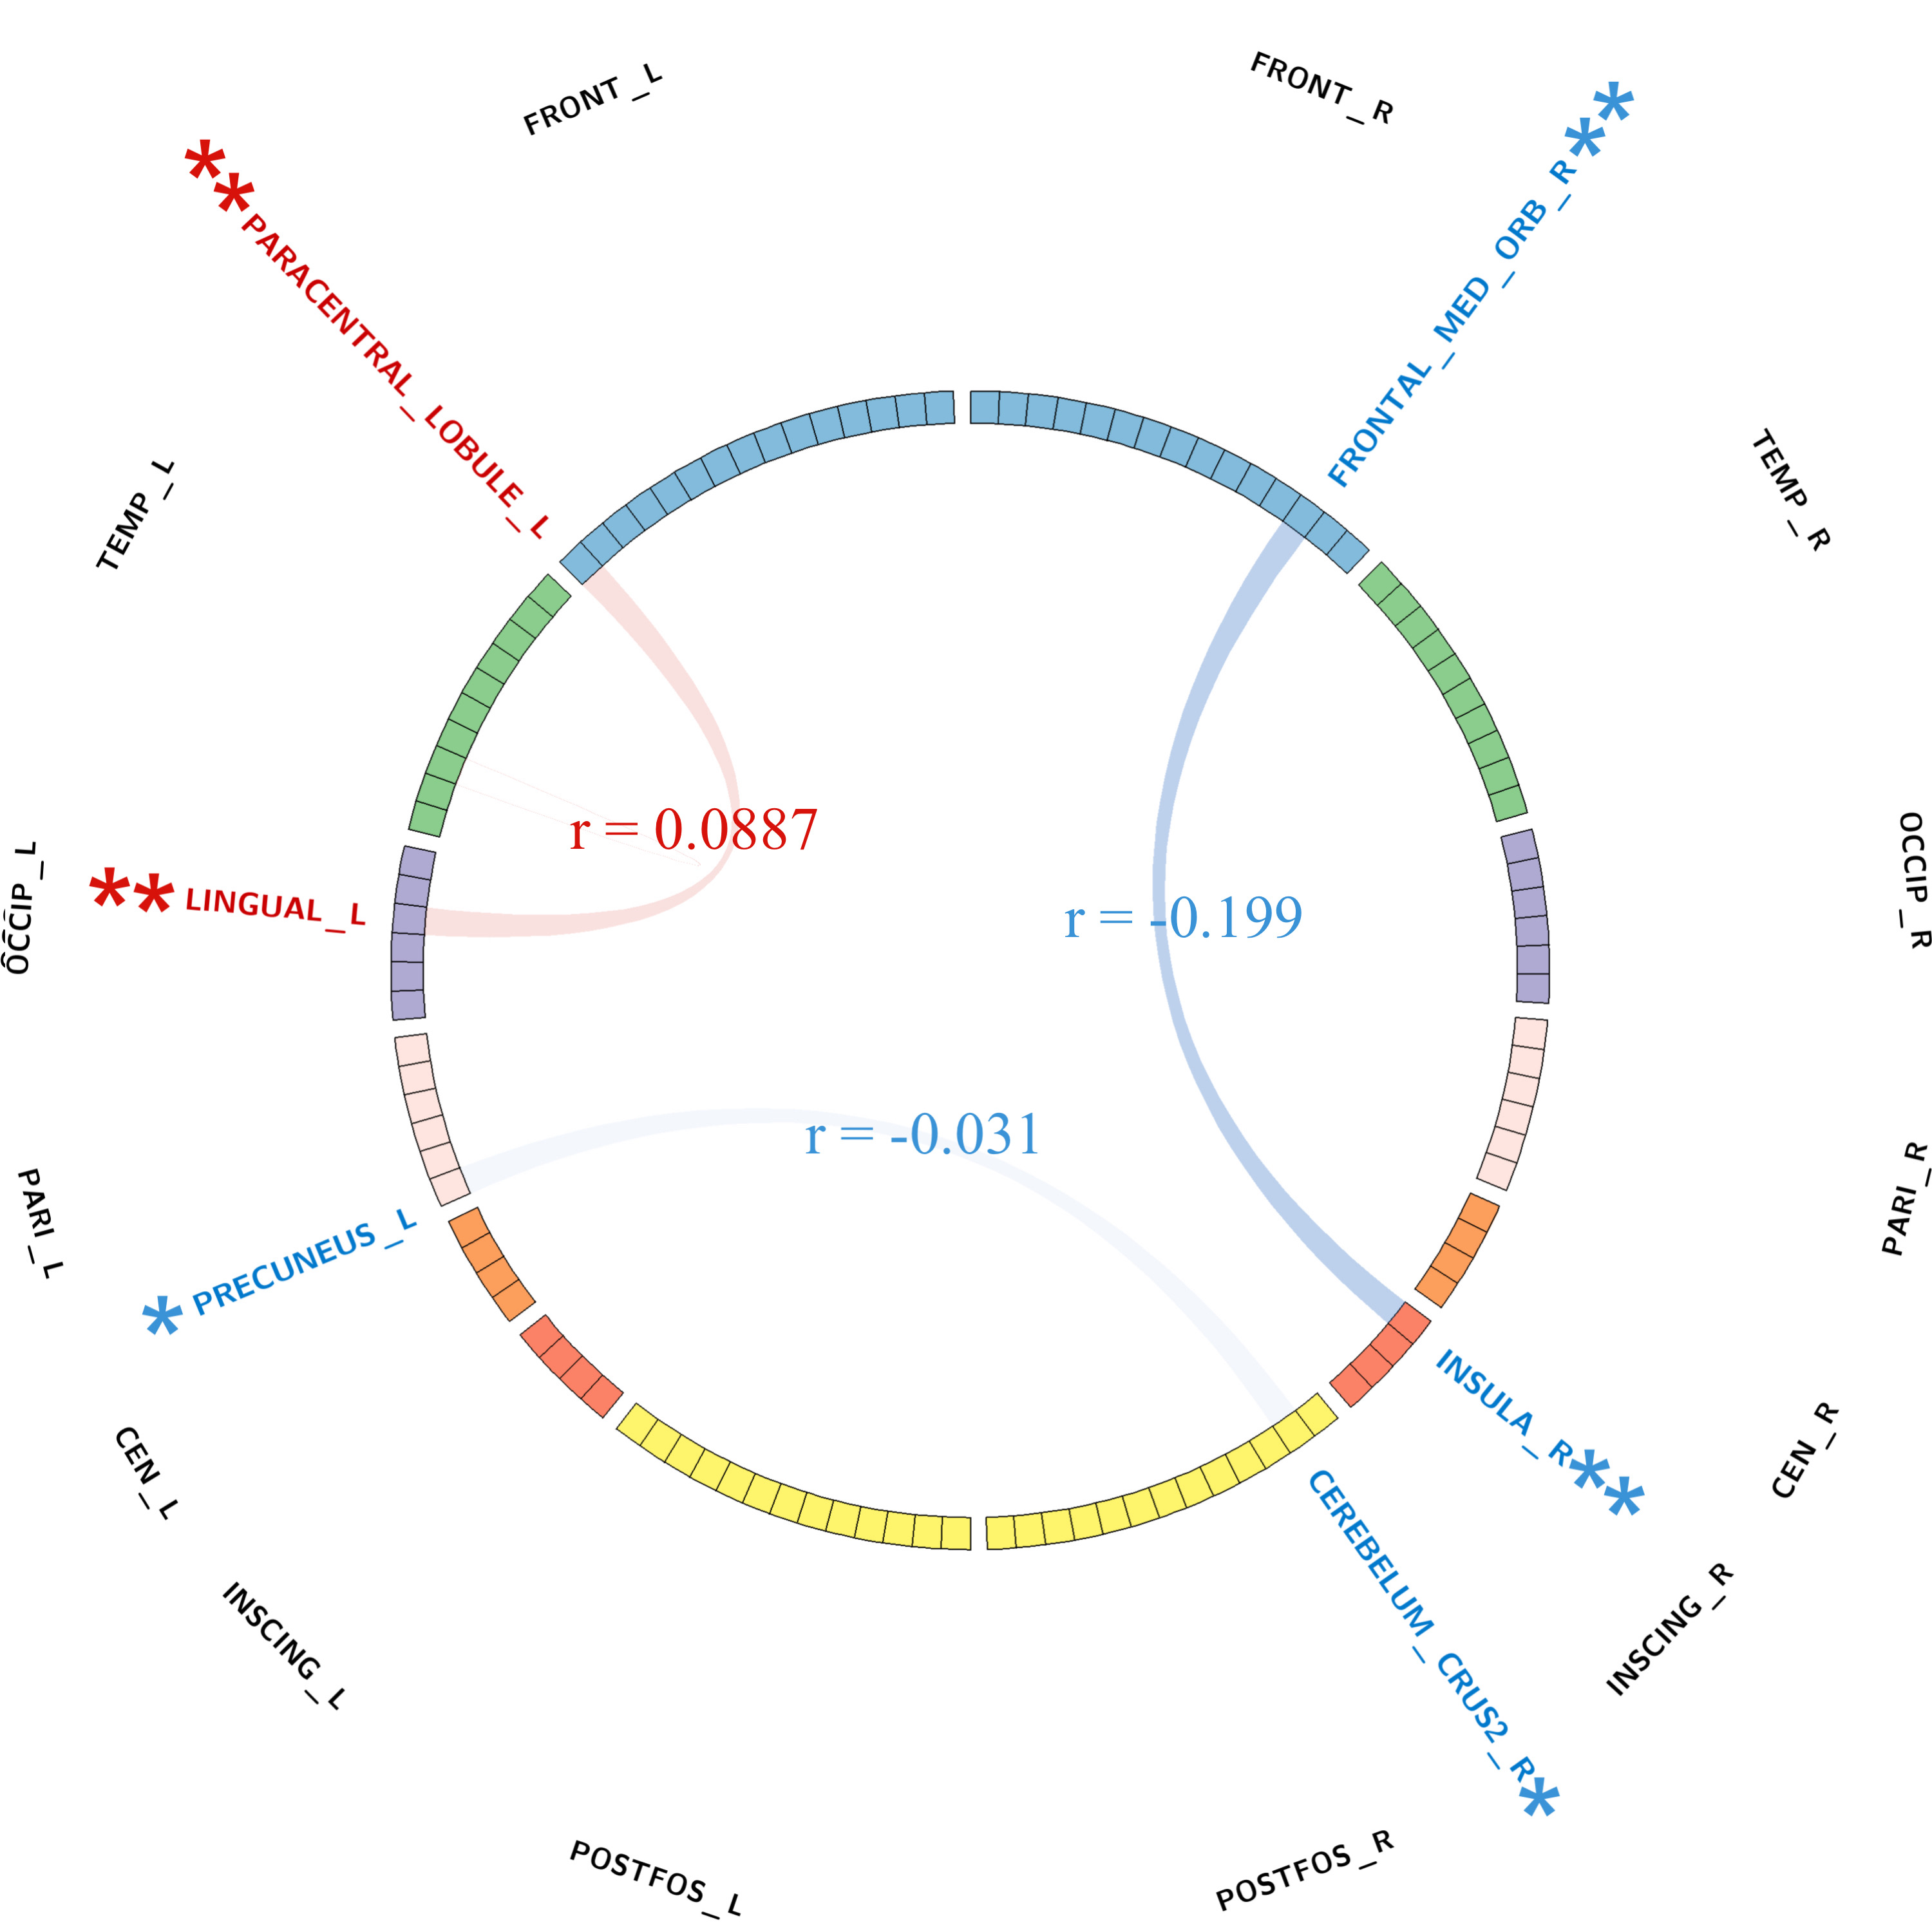 FRONT_L
FRONT_R
**PARACENTRAL_LOBULE_L
FRONTAL_MED_ORB_R**
TEMP_L
TEMP_R
r = 0.0887
OCCIP_L
OCCIP_R
**LINGUAL_L
r = -0.199
r = -0.031
PARI_L
PARI_R
*PRECUNEUS_L
INSULA_R**
CEN_L
CEN_R
CEREBELUM_CRUS2_R*
INSCING_L
INSCING_R
POSTFOS_L
POSTFOS_R